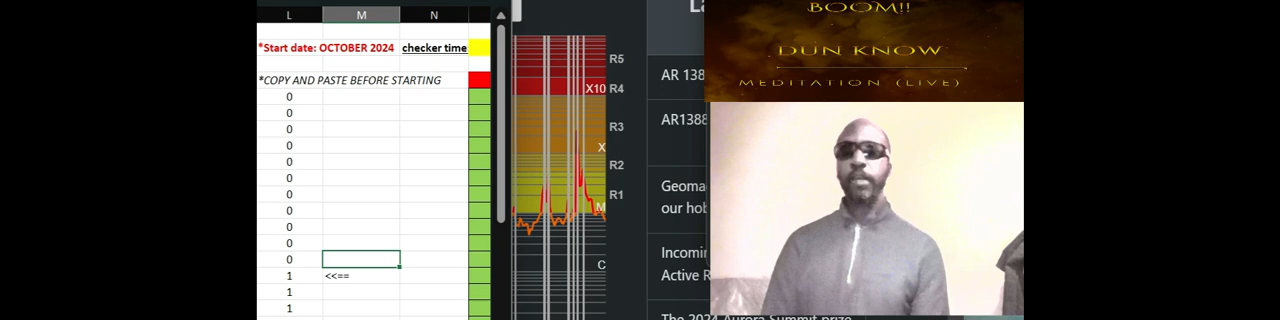 L M N
*Start date: OCTOBER 2024 checker time
*COPY AND PASTE BEFORE STARTING
0
0
0
0
0
0
0
0
0
0
0
1 <<==
1
1
R5
X10 R4
R3
X
R2
R1
M
C
AR 138
AR1388
Geoma
our hob
Incomi
Active R
The 2024 Aurora Summit prize
BOOM!!
DUN KNOW
MEDITATION (LIVE)